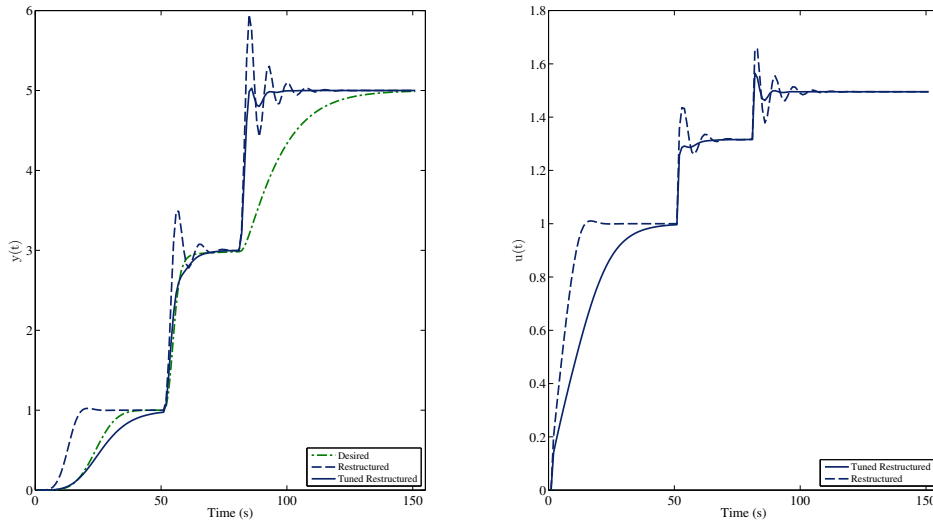 6
5
4
3
2
1
0
0
50
100
150
y(t)
Time (s)
Desired
Restructured
Tuned Restructured
1.8
1.6
1.4
1.2
1
0.8
0.6
0.4
0.2
0
0
50
100
150
u(t)
Time (s)
Tuned Restructured
Restructured